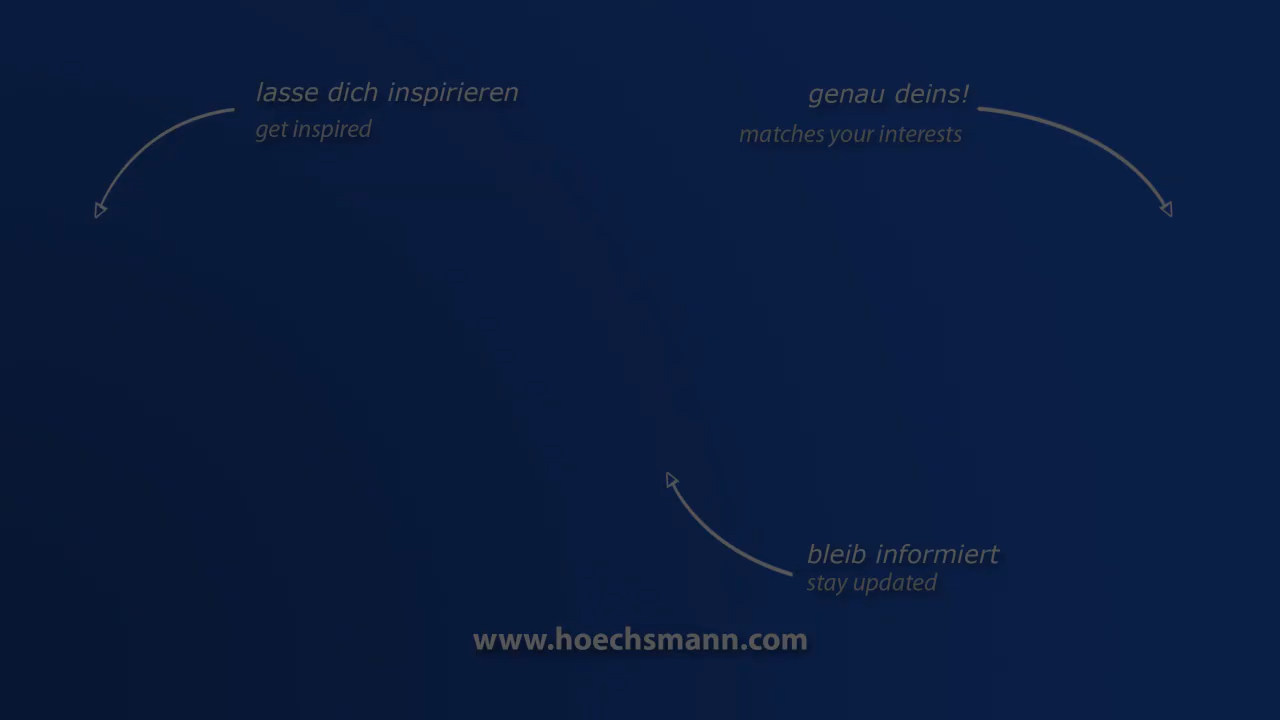 lasse dich inspirieren
get inspired
genau deins!
matches your interests
bleib informiert
stay updated
www.hoechsmann.com